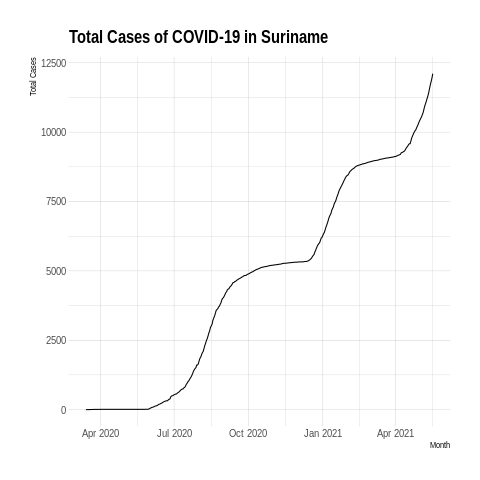 Total Cases of COVID-19 in Suriname
Total Cases
12500
10000
7500
5000
2500
0
Apr 2020 Jul 2020 Oct 2020 Jan 2021 Apr 2021
Month